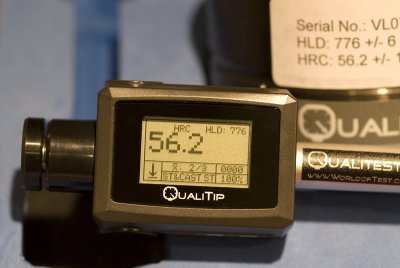 Serial No.: VL07
HLD: 776 +/- 6
HRC: 56.2 +/- 1
QUALITEST
WWW.WORLDOFTEST.COM
HRC HLD: 776
56.2
2/3 0000
ST&CAST ST 100%
QUALITIP